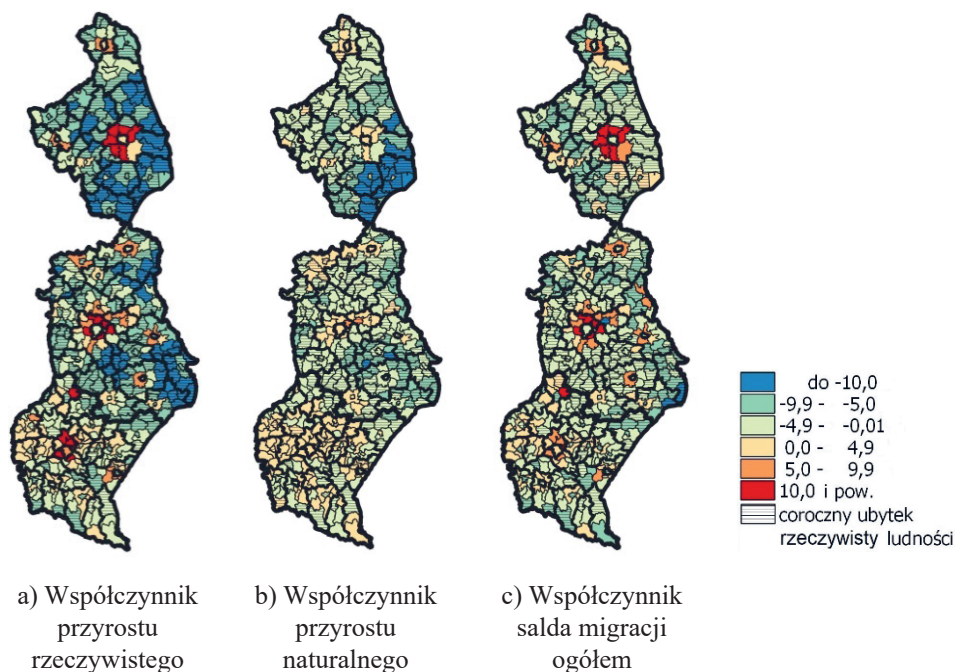 do -10,0
-9,9 - -5,0
-4,9 - -0,01
0,0 - 4,9
5,0 - 9,9
10,0 i pow.
coroczny ubytek
rzeczywisty ludności
a) Współczynnik
przyrostu
rzeczywistego
b) Współczynnik
przyrostu
naturalnego
c) Współczynnik
salda migracji
ogółem